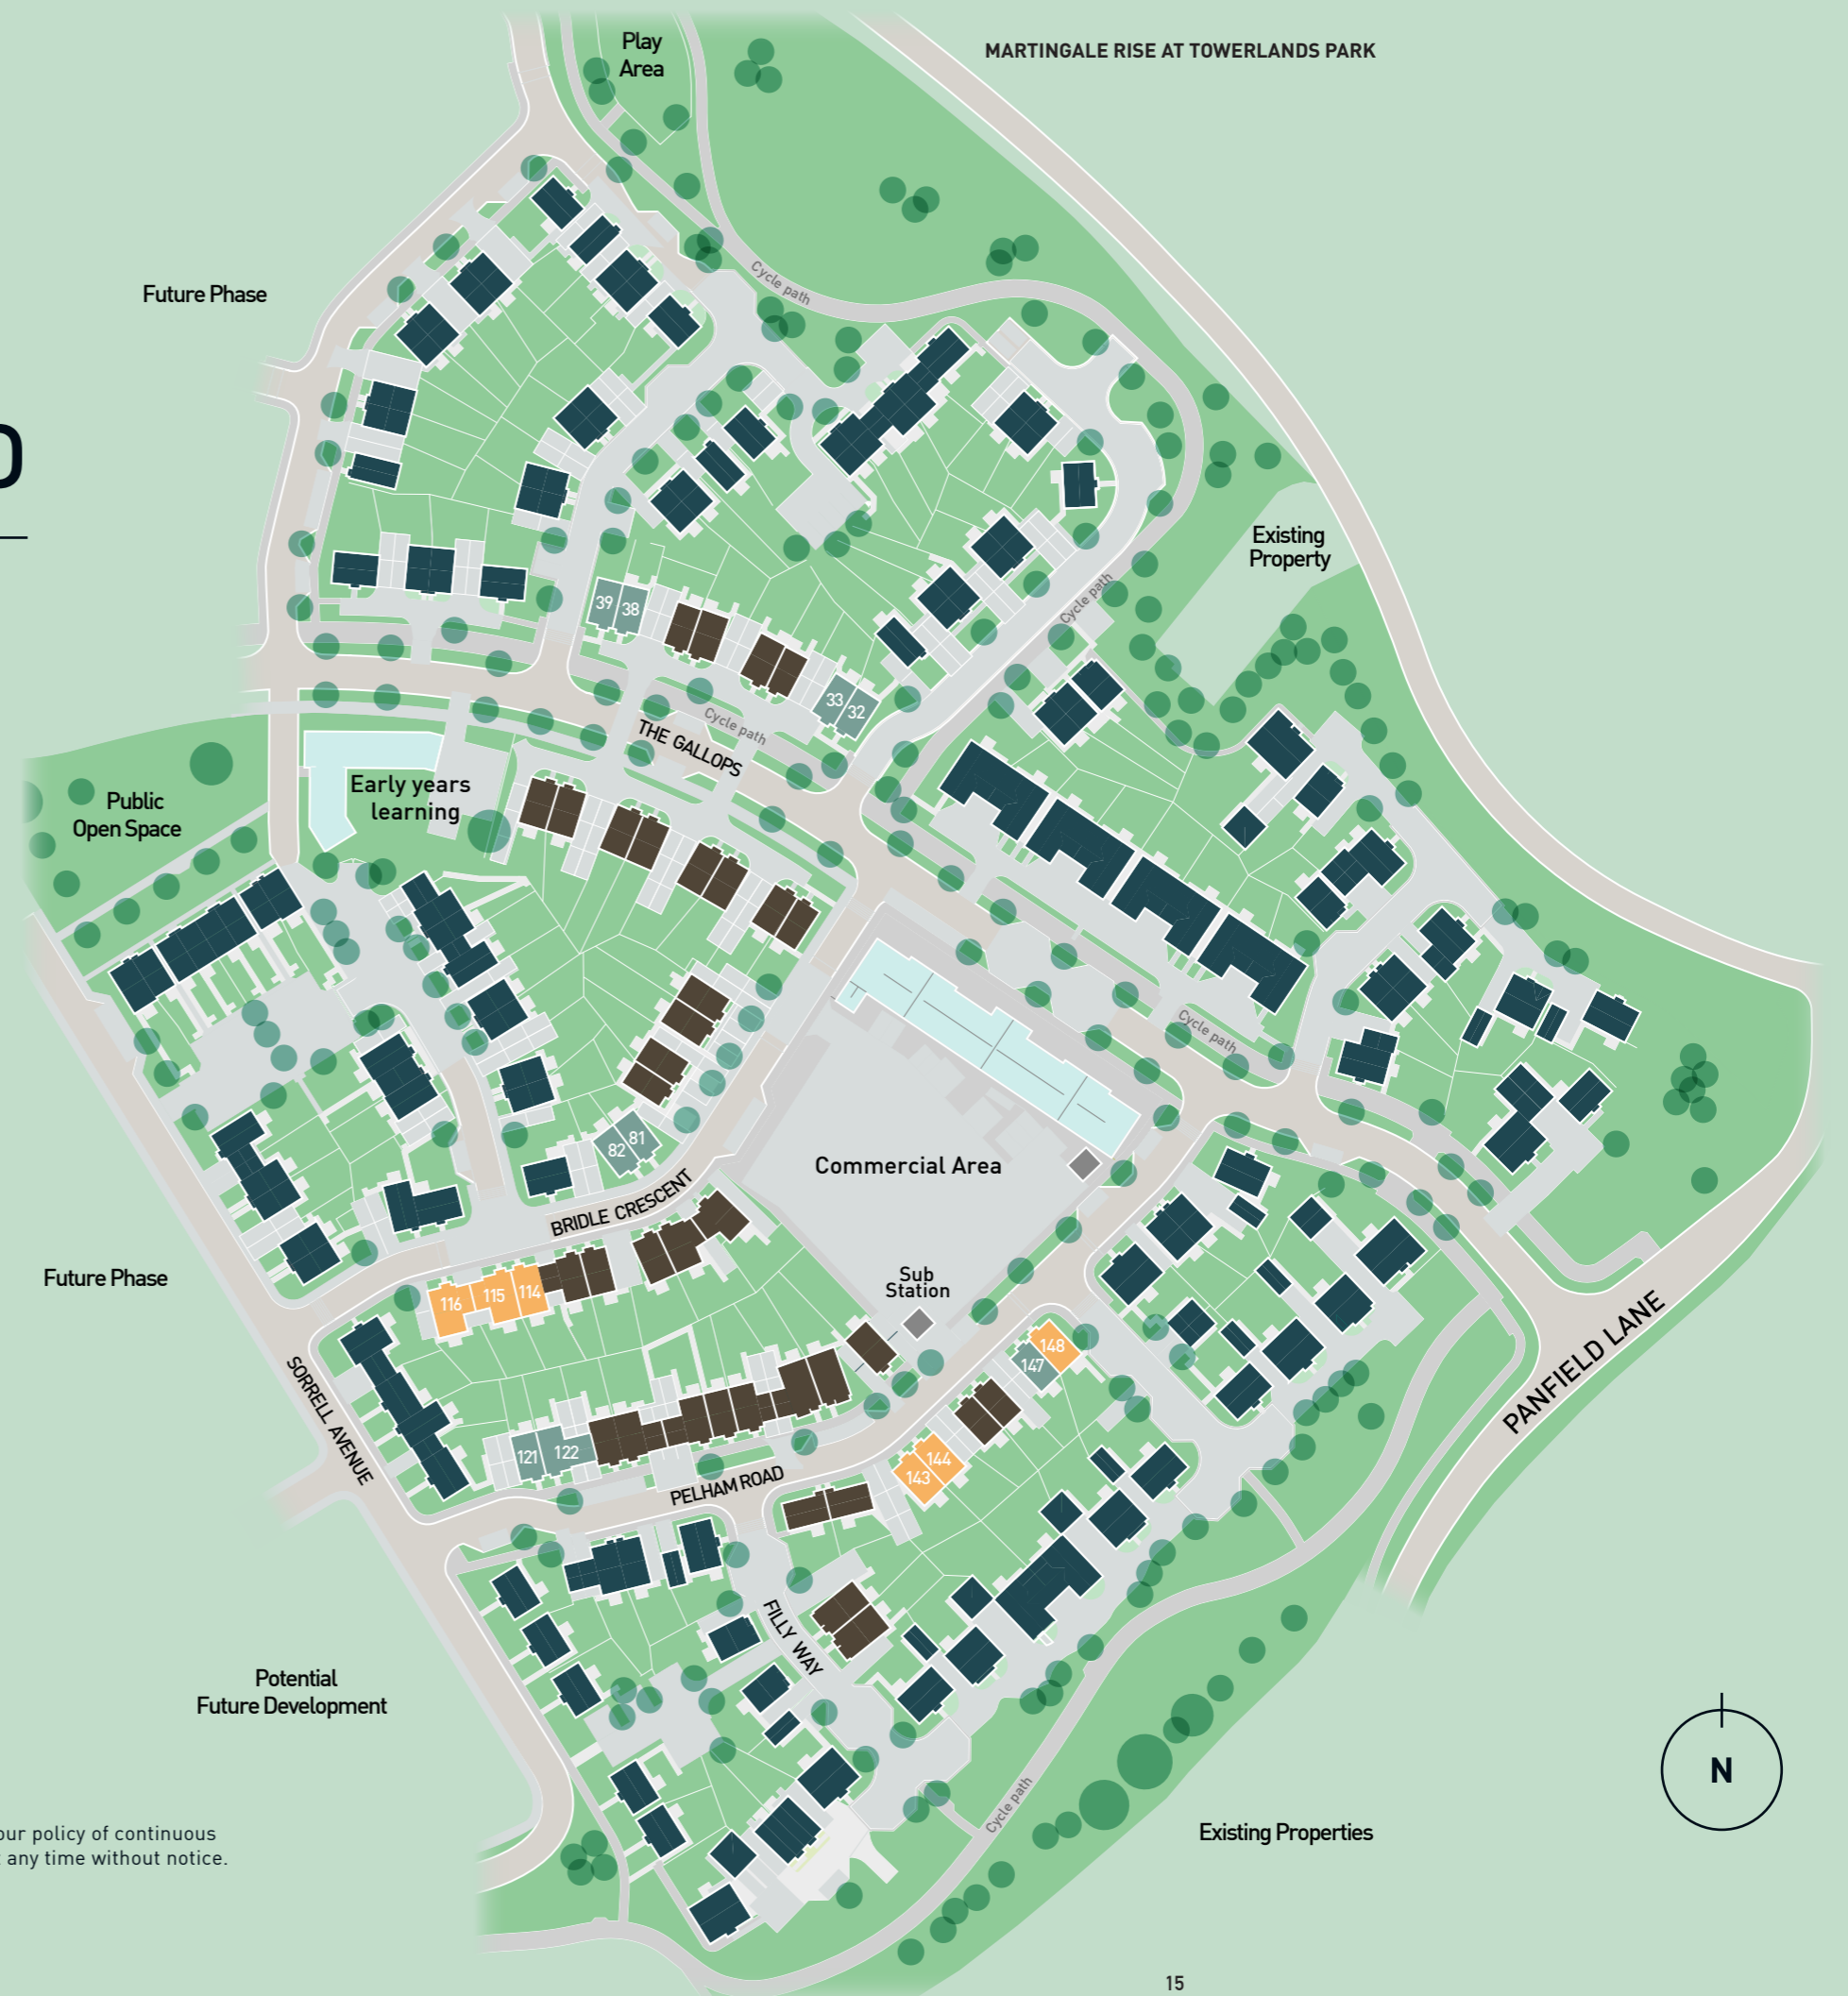 MARTINGALE RISE AT TOWERLANDS PARK
Play
Area
Cycle path
Future Phase
D
Existing
Property
Cycle path
39 38
33 32
Cycle path
THE GALLOPS
Early years
learning
Public
Open Space
Cycle path
82 81
Commercial Area
BRIDLE CRESCENT
Future Phase
116 115 114
Sub
Station
148
147
PANFIELD LANE
SORRELL AVENUE
121 122
144
143
PELHAM ROAD
FILLY WAY
Potential
Future Development
N
Cycle path
our policy of continuous
any time without notice.
Existing Properties
15